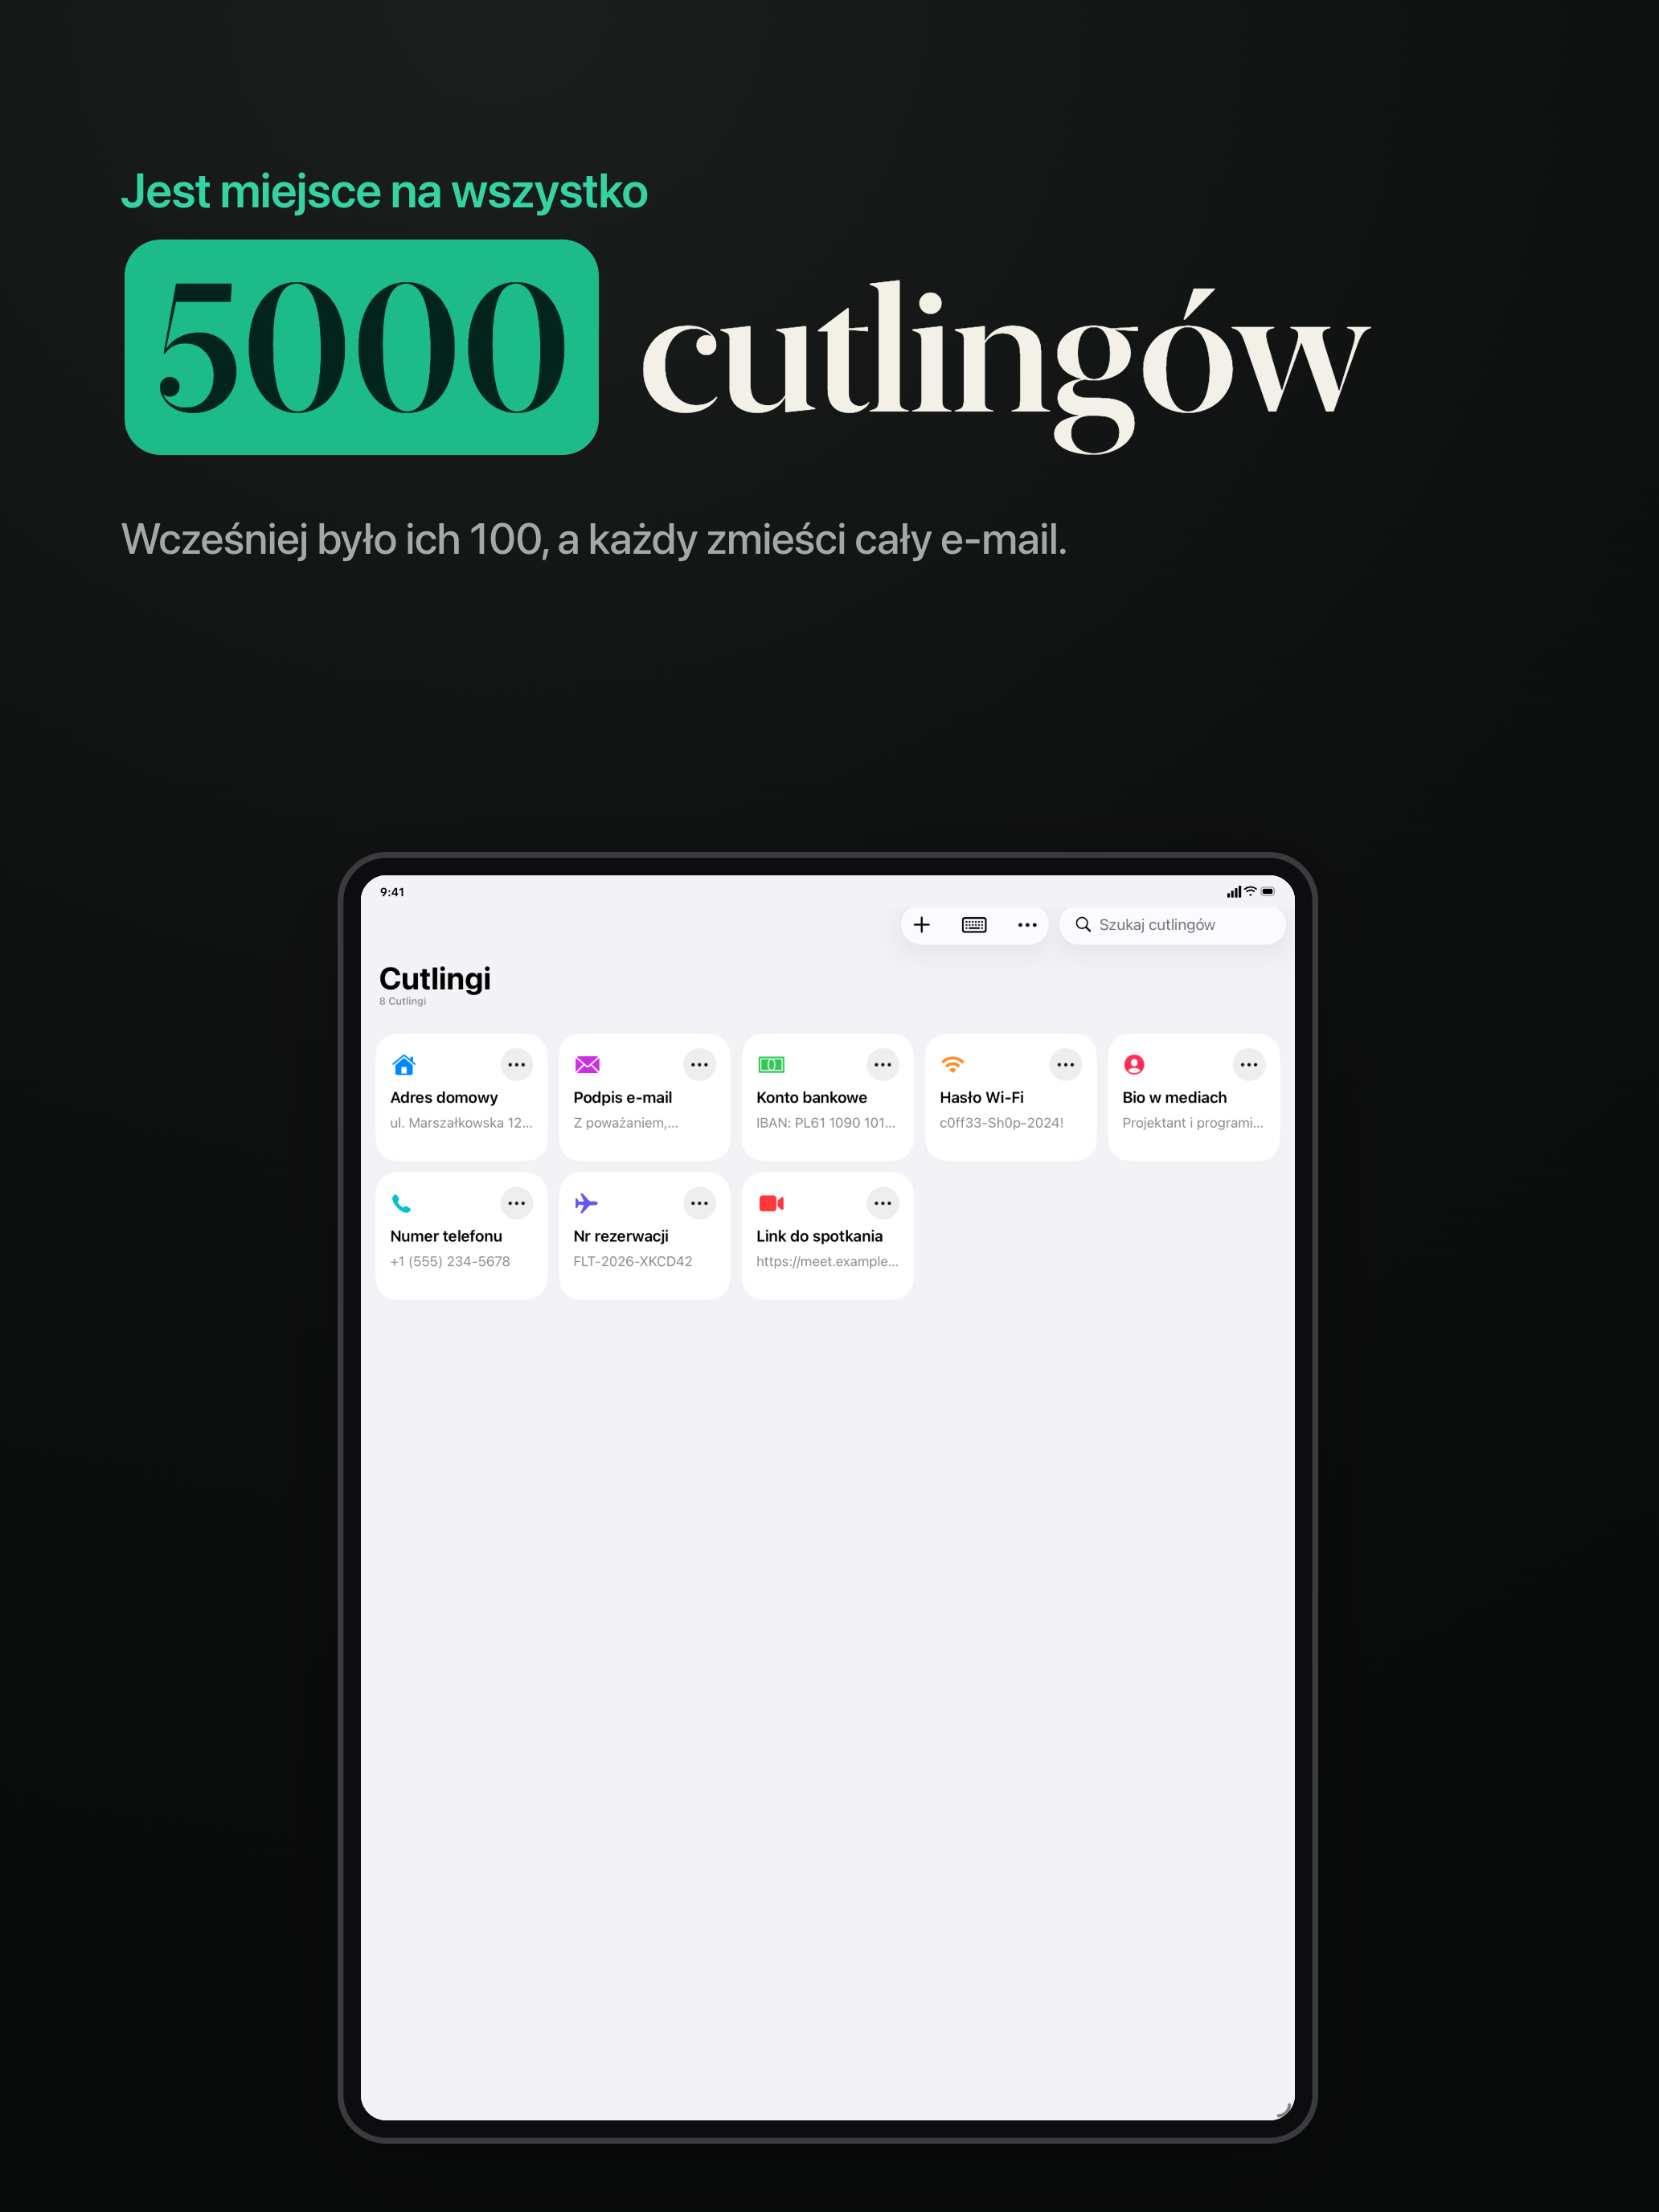 Jest miejsce na wszystko
5000 cutlingów
Wcześniej było ich 100, a każdy zmieści cały e-mail.
9:41
Szukaj cutlingów
Cutlingi
8 Cutlingi
Adres domowy
ul. Marszałkowska 12...
Podpis e-mail
Z poważaniem,...
Konto bankowe
IBAN: PL61 1090 101...
Hasło Wi-Fi
c0ff33-Sh0p-2024!
Bio w mediach
Projektant i programi...
Numer telefonu
+1 (555) 234-5678
Nr rezerwacji
FLT-2026-XKCD42
Link do spotkania
https://meet.example...